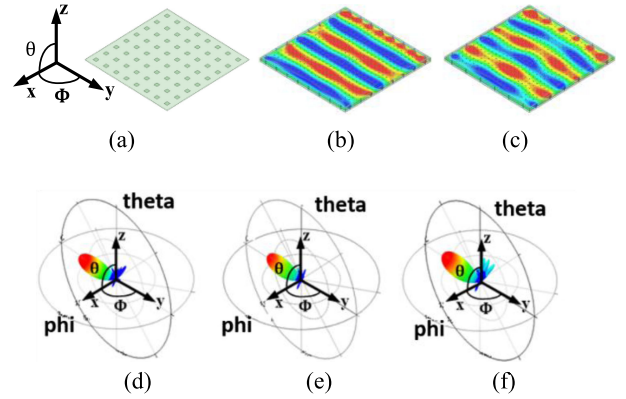 z
θ
x
Φ
y
(a)
(b)
(c)
theta
z
θ
x
Φ
y
phi
(d)
theta
z
θ
x
Φ
y
phi
(e)
theta
z
θ
x
Φ
y
phi
(f)